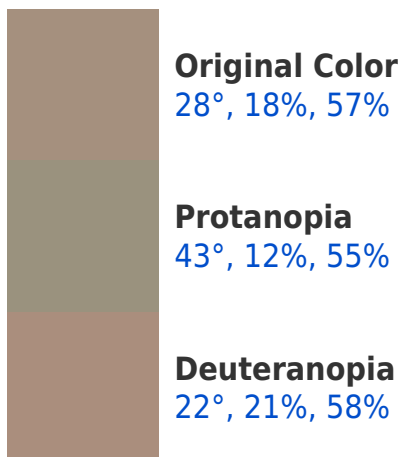 Original Color
28°, 18%, 57%
Protanopia
43°, 12%, 55%
Deuteranopia
22°, 21%, 58%